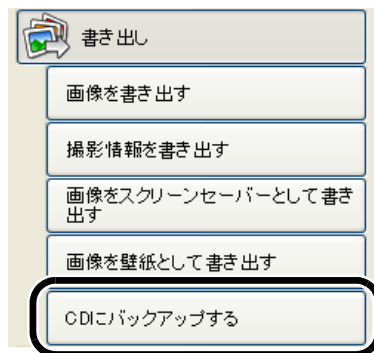 書き出し
画像を書き出す
撮影情報を書き出す
画像をスクリーンセーバーとして書き
出す
画像を壁紙として書き出す
CDにバックアップする